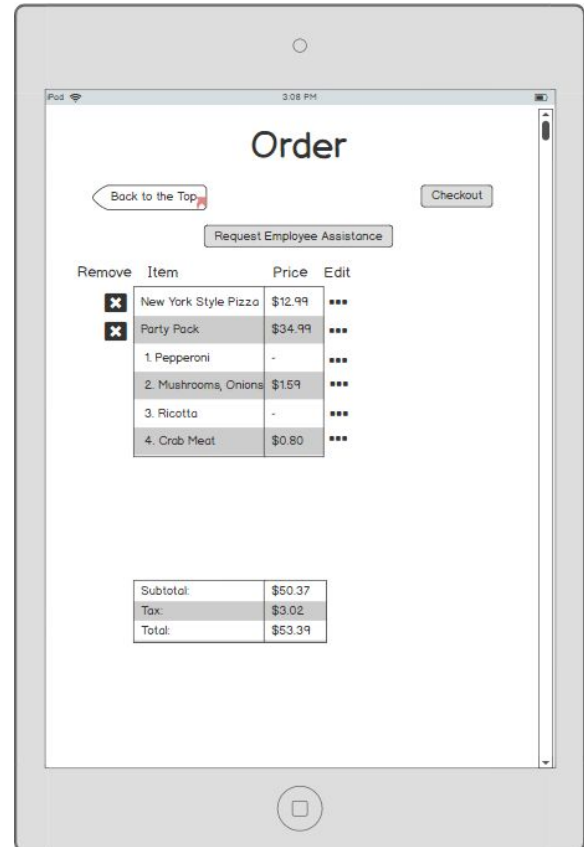 iPod 3:08 PM
Order
Back to the Top Checkout
Request Employee Assistance
Remove Item Price Edit
New York Style Pizza $12.99
Party Pack $34.99
1. Pepperoni -
2. Mushrooms, Onions $1.59
3. Ricotta -
4. Crab Meat $0.80
Subtotal: $50.37
Tax: $3.02
Total: $53.39